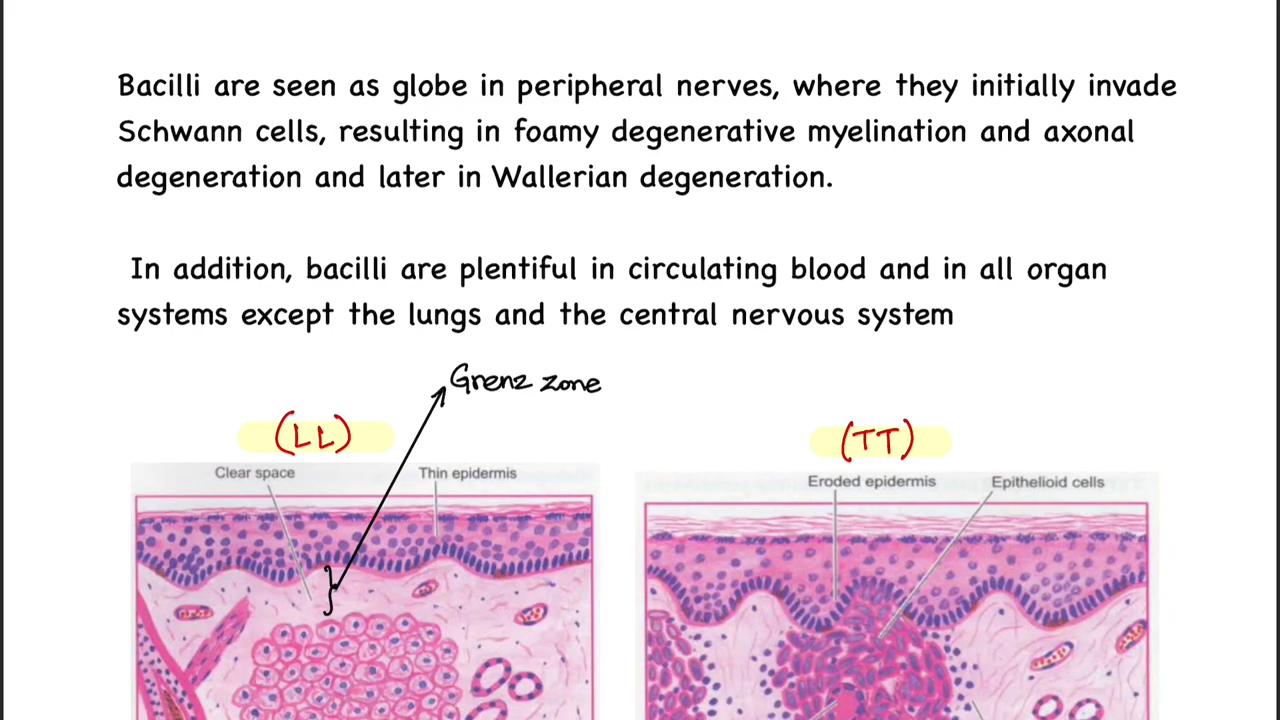 Bacilli are seen as globe in peripheral nerves, where they initially invade
Schwann cells, resulting in foamy degenerative myelination and axonal
degeneration and later in Wallerian degeneration.
In addition, bacilli are plentiful in circulating blood and in all organ
systems except the lungs and the central nervous system
Grenz zone
(LL)
(TT)
Clear space
Thin epidermis
Eroded epidermis
Epithelioid cells